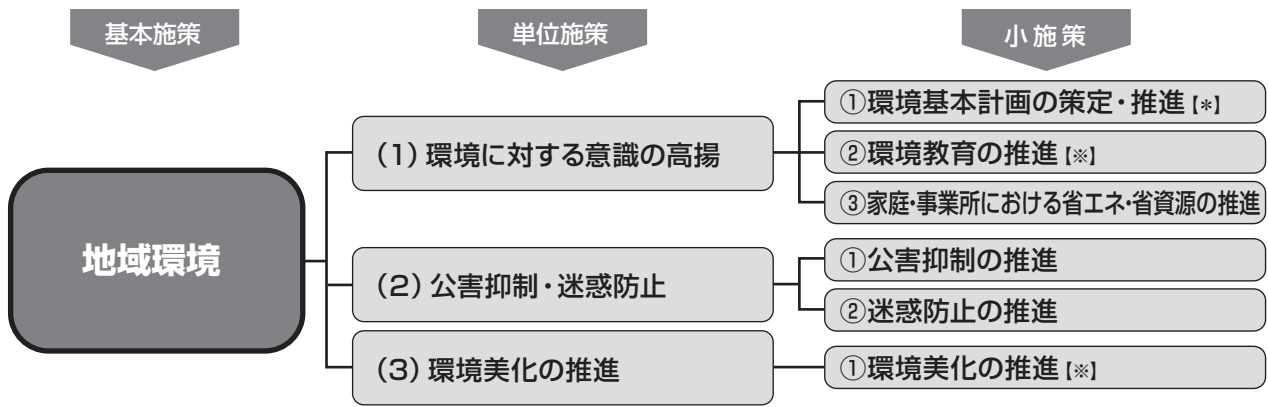 基本施策
単位施策
小施策
地域環境
(1)環境に対する意識の高揚
①環境基本計画の策定・推進【*】
②環境教育の推進【※】
③家庭・事業所における省エネ・省資源の推進
(2)公害抑制・迷惑防止
①公害抑制の推進
②迷惑防止の推進
(3)環境美化の推進
①環境美化の推進【※】